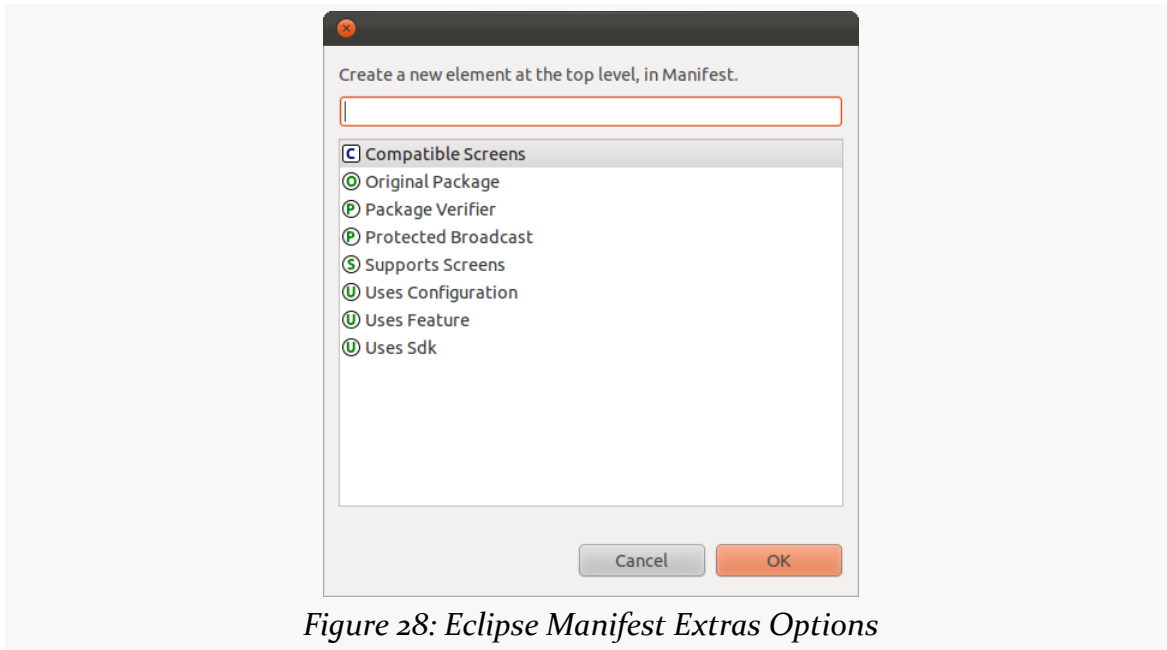 Create a new element at the top level, in Manifest.
C Compatible Screens
O Original Package
P Package Verifier
P Protected Broadcast
S Supports Screens
U Uses Configuration
U Uses Feature
U Uses Sdk
Cancel OK
Figure 28: Eclipse Manifest Extras Options